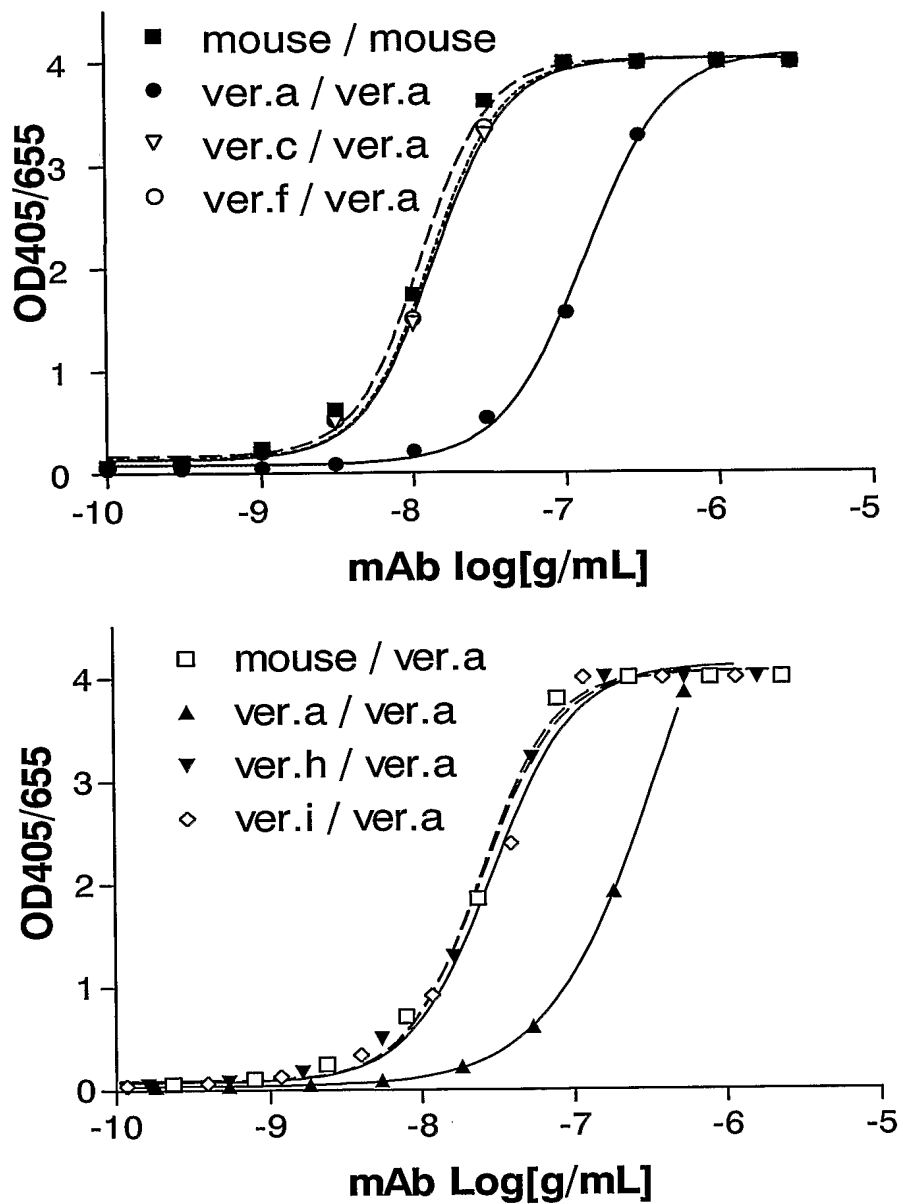 mouse / mouse
ver.a / ver.a
ver.c / ver.a
ver.f / ver.a
OD405/655
4
3
2
1
0
-10 -9 -8 -7 -6 -5
mAb log[g/mL]
mouse / ver.a
ver.a / ver.a
ver.h / ver.a
ver.i / ver.a
OD405/655
4
3
2
1
0
-10 -9 -8 -7 -6 -5
mAb Log[g/mL]